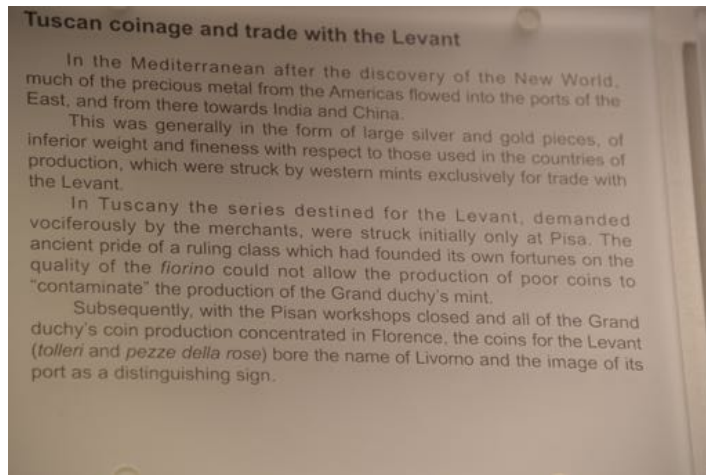 Tuscan coinage and trade with the Levant
In the Mediterranean after the discovery of the New World,
much of the precious metal from the Americas flowed into the ports of the
East, and from there towards India and China.
This was generally in the form of large silver and gold pieces, of
inferior weight and fineness with respect to those used in the countries of
production, which were struck by western mints exclusively for trade with
the Levant.
In Tuscany the series destined for the Levant, demanded
vociferously by the merchants, were struck initially only at Pisa. The
ancient pride of a ruling class which had founded its own fortunes on the
quality of the fiorino could not allow the production of poor coins to
"contaminate" the production of the Grand duchy's mint.
Subsequently, with the Pisan workshops closed and all of the Grand
duchy's coin production concentrated in Florence, the coins for the Levant
(tolleri and pezze della rose) bore the name of Livorno and the image of its
port as a distinguishing sign.